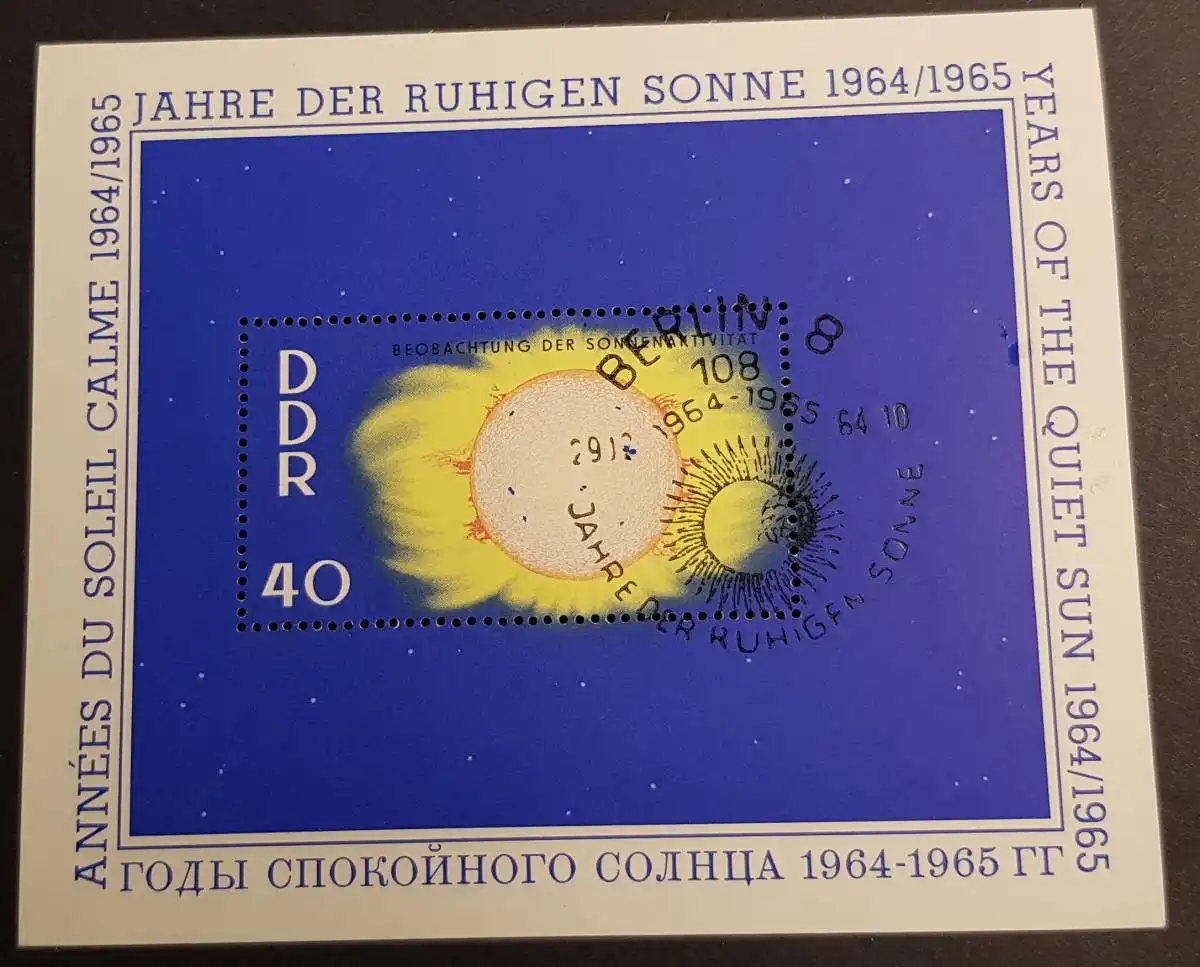 JAHRE DER RUHIGEN SONNE 1964/1965
YEARS OF THE QUIET SUN 1964/1965
ANNÉES DU SOLEIL CALME 1964/1965
ГОДЫ СПОКОЙНОГО СОЛНЦА 1964-1965 ГГ
BEOBACHTUNG DER SONNENAKTIVITÄT
DDR
40
BERLIN 8
108
1964-1965
64 10
JAHRE DER RUHIGEN SONNE